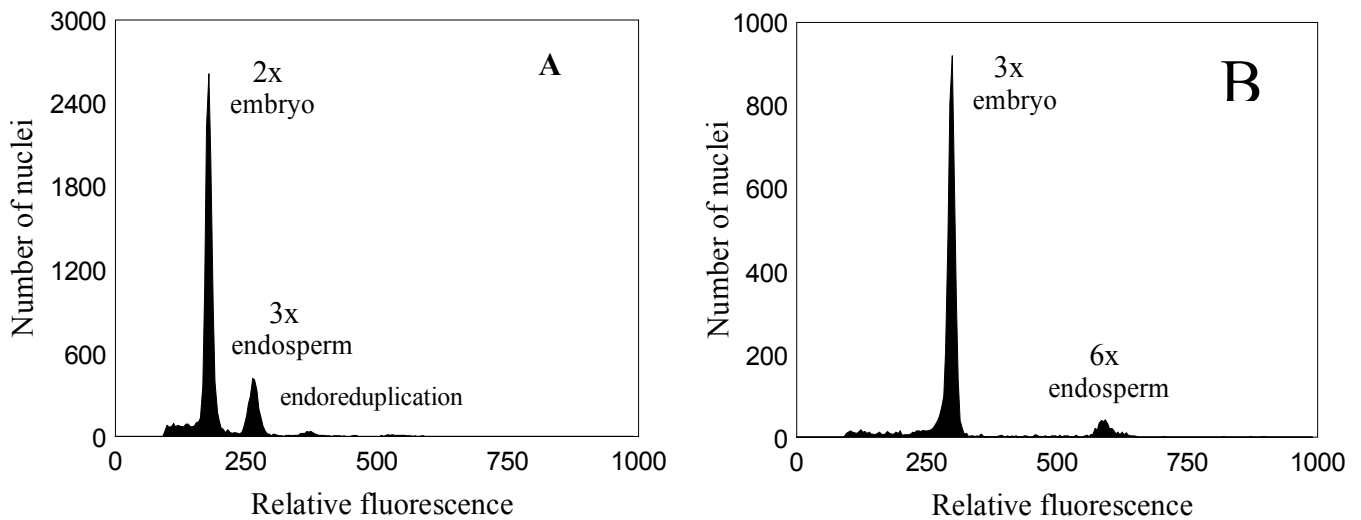 3000
2400
1800
1200
600
0
Number of nuclei
A
2x
embryo
3x
endosperm
endoreduplication
0 250 500 750 1000
Relative fluorescence
1000
800
600
400
200
0
Number of nuclei
B
3x
embryo
6x
endosperm
0 250 500 750 1000
Relative fluorescence